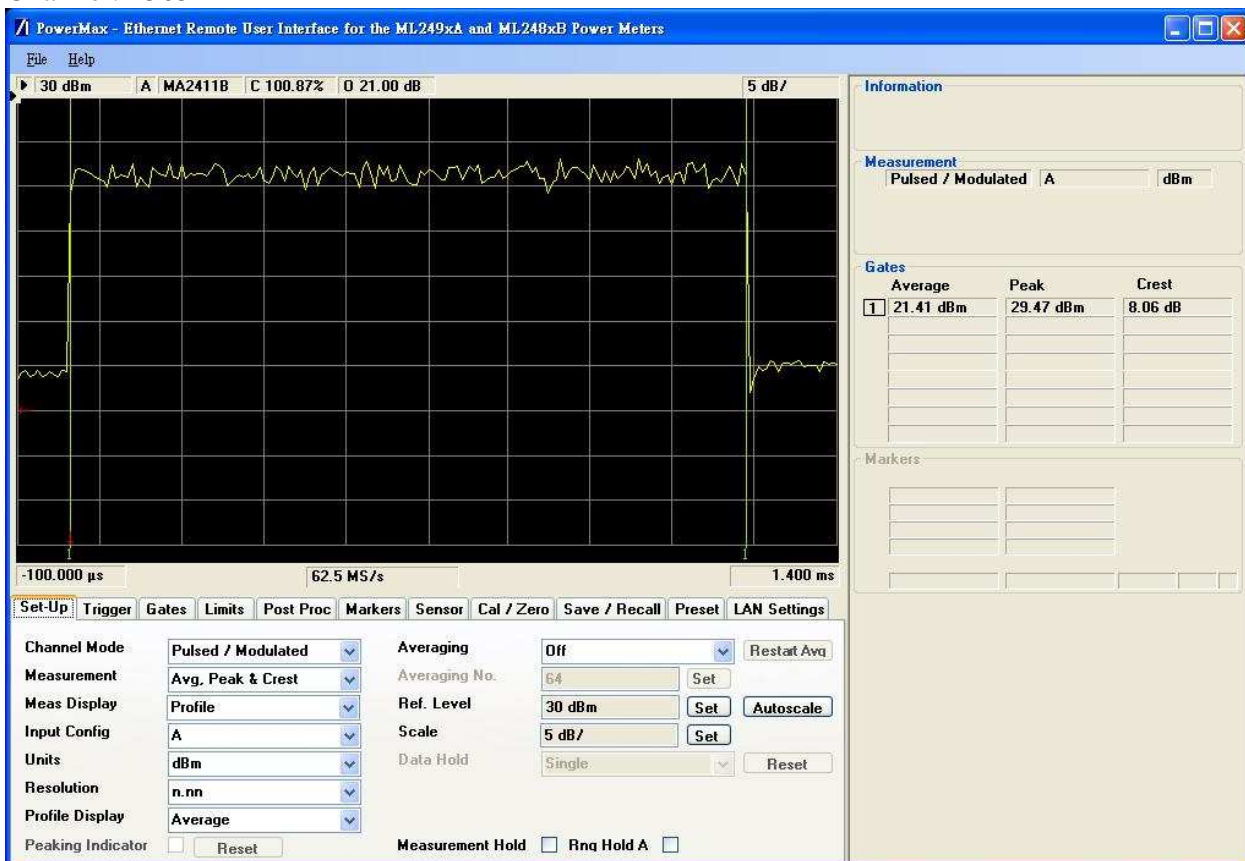 PowerMax - Ethernet Remote User Interface for the ML249xA and ML248xB Power Meters
File Help
30 dBm A MA2411B C 100.87% O 21.00 dB 5 dB/
1 1
-100.000 µs 62.5 MS/s 1.400 ms
Information
Measurement
Pulsed / Modulated A dBm
Gates
Average Peak Crest
1 21.41 dBm 29.47 dBm 8.06 dB
Markers
Set-Up Trigger Gates Limits Post Proc Markers Sensor Cal / Zero Save / Recall Preset LAN Settings
Channel Mode Pulsed / Modulated Averaging Off Restart Avg
Measurement Avg, Peak & Crest Averaging No. 64 Set
Meas Display Profile Ref. Level 30 dBm Set Autoscale
Input Config A Scale 5 dB/ Set
Units dBm Data Hold Single Reset
Resolution n.nn
Profile Display Average
Peaking Indicator Reset Measurement Hold Rng Hold A